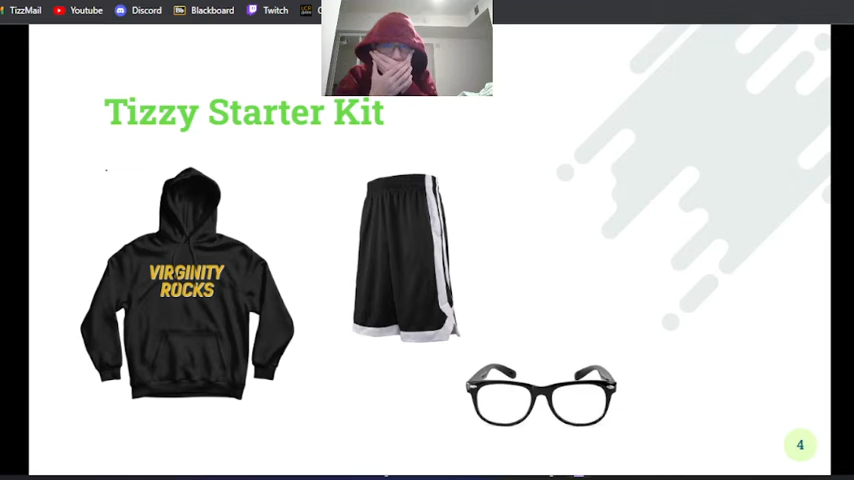 TizzMail Youtube Discord Blackboard Twitch
Tizzy Starter Kit
VIRGINITY
ROCKS
4